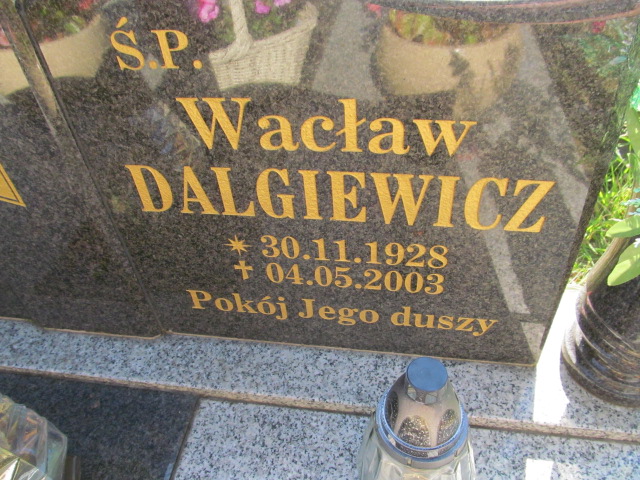 Ś.P.
Wacław
DALGIEWICZ
✶ 30.11.1928
✝ 04.05.2003
Pokój Jego duszy